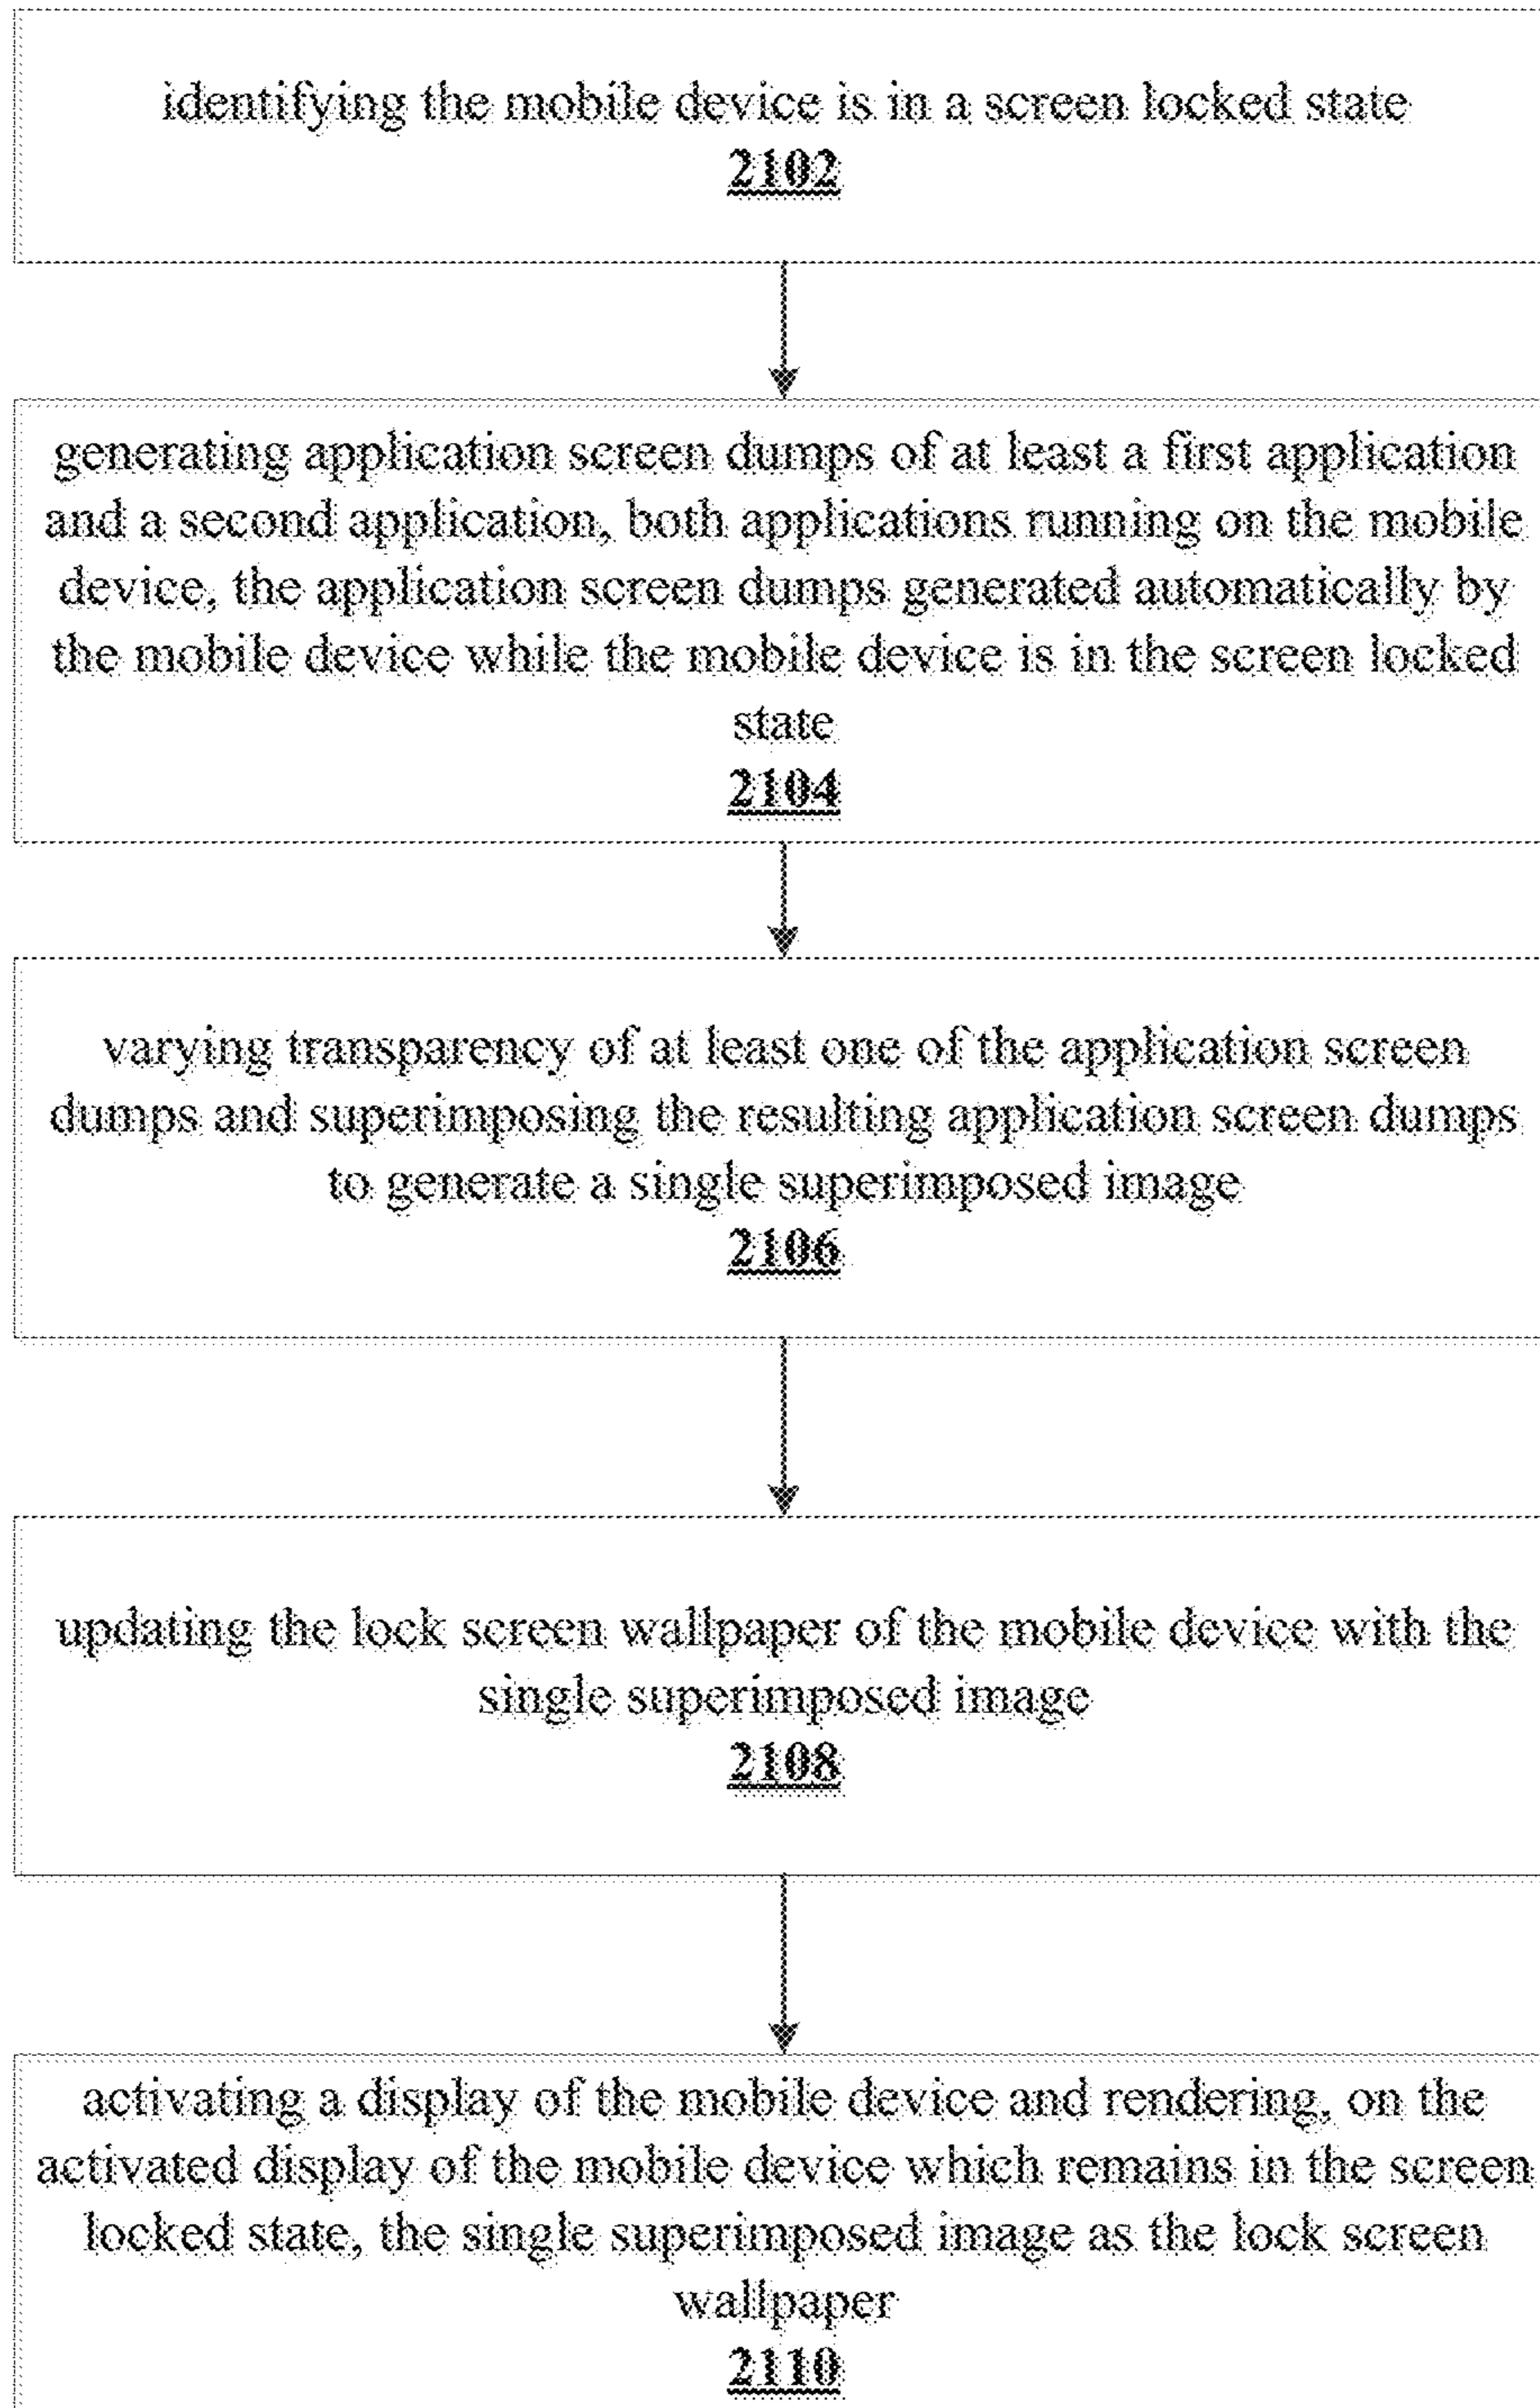 identifying the mobile device is in a screen locked state
2102
generating application screen dumps of at least a first application
and a second application, both applications running on the mobile
device, the application screen dumps generated automatically by
the mobile device while the mobile device is in the screen locked
state
2104
varying transparency of at least one of the application screen
dumps and superimposing the resulting application screen dumps
to generate a single superimposed image
2106
updating the lock screen wallpaper of the mobile device with the
single superimposed image
2108
activating a display of the mobile device and rendering, on the
activated display of the mobile device which remains in the screen
locked state, the single superimposed image as the lock screen
wallpaper
2110